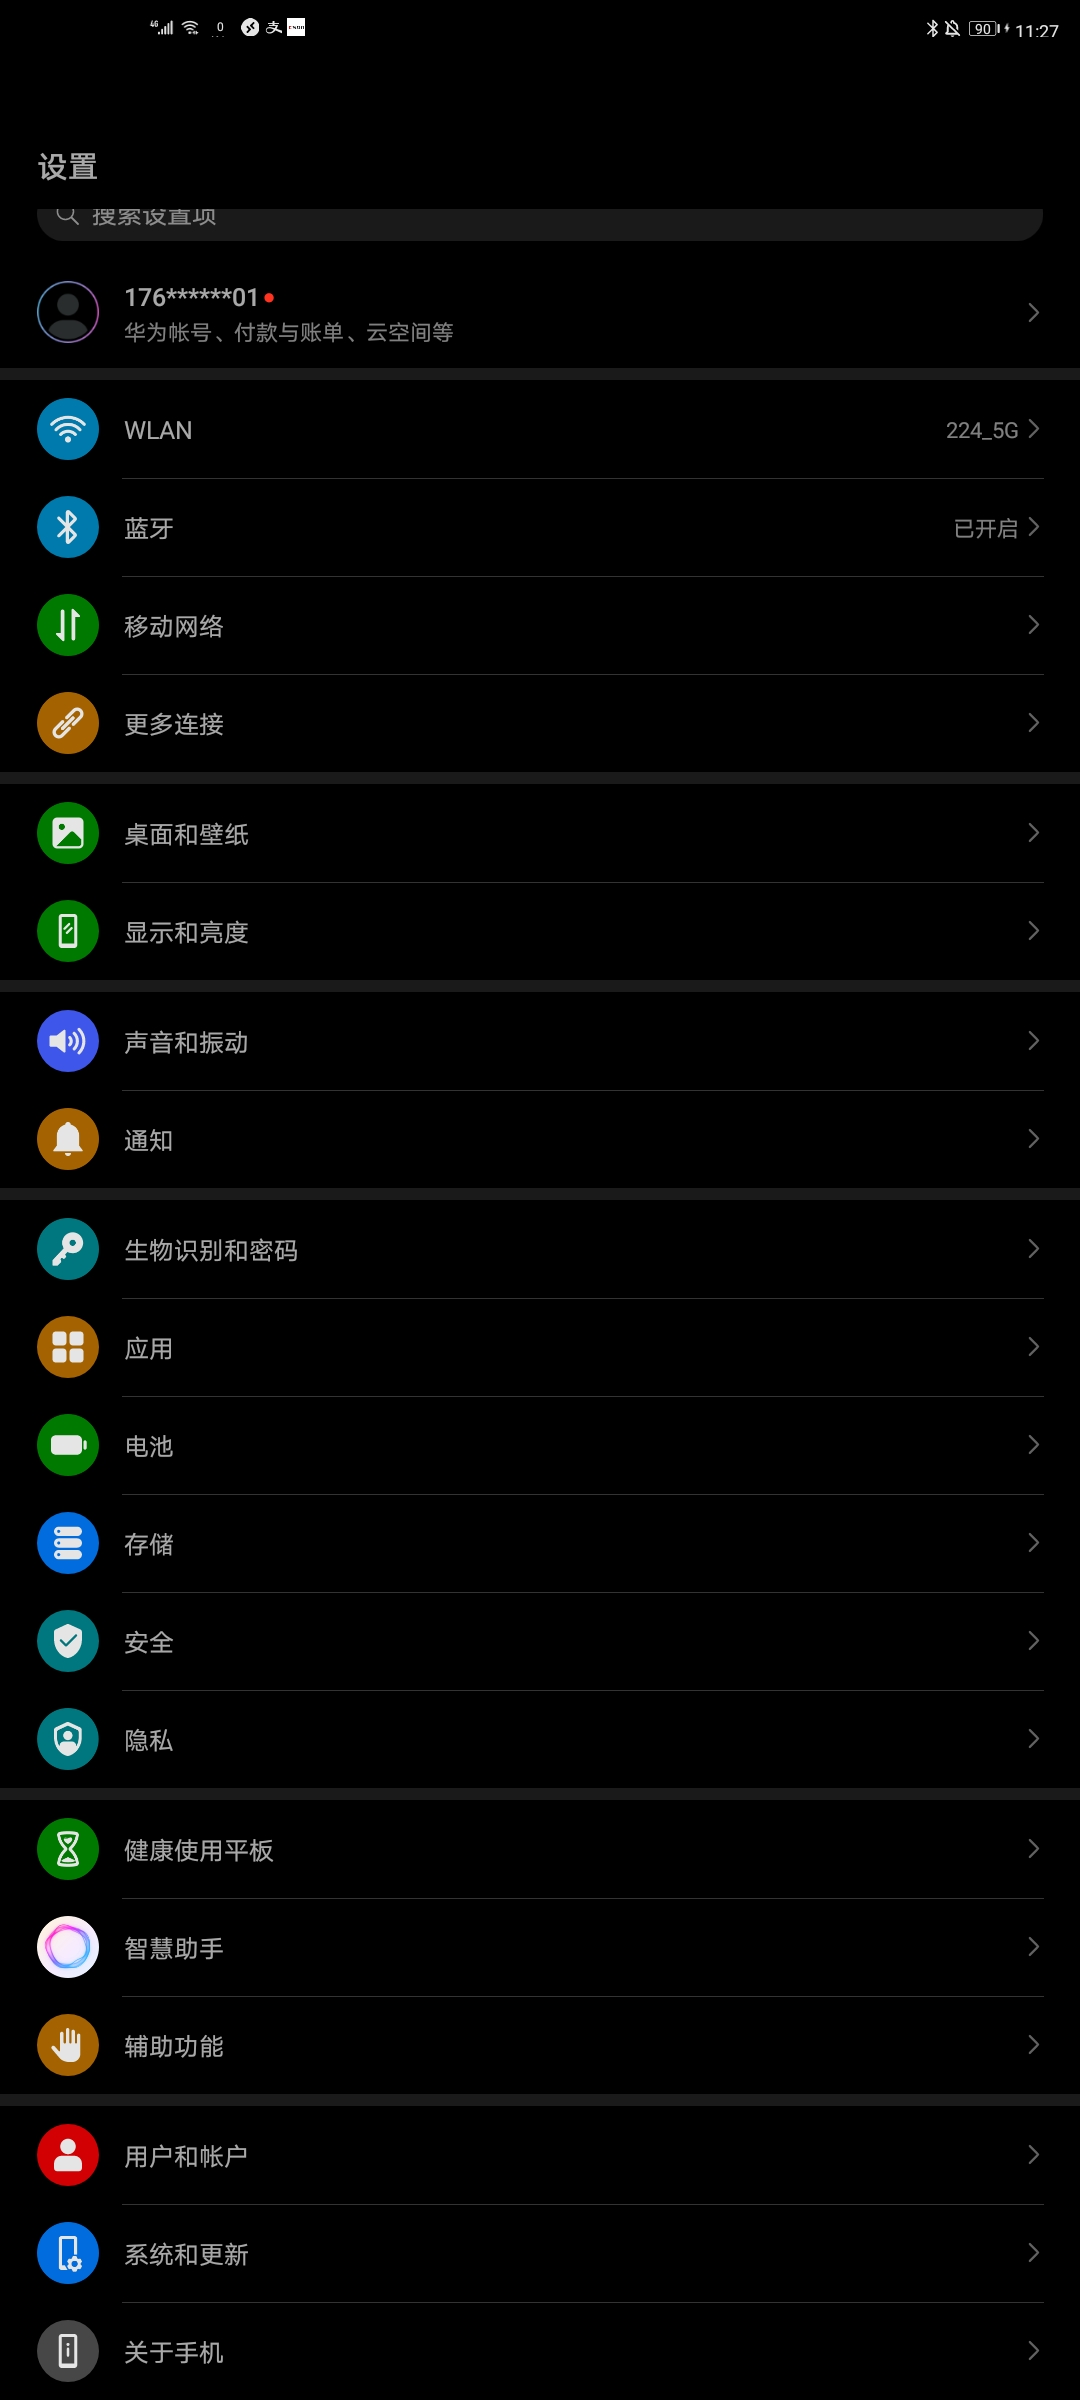 4G 0 支 90 11:27
设置
搜索设置项
176******01
华为帐号、付款与账单、云空间等
WLAN 224_5G
蓝牙 已开启
移动网络
更多连接
桌面和壁纸
显示和亮度
声音和振动
通知
生物识别和密码
应用
电池
存储
安全
隐私
健康使用平板
智慧助手
辅助功能
用户和帐户
系统和更新
关于手机